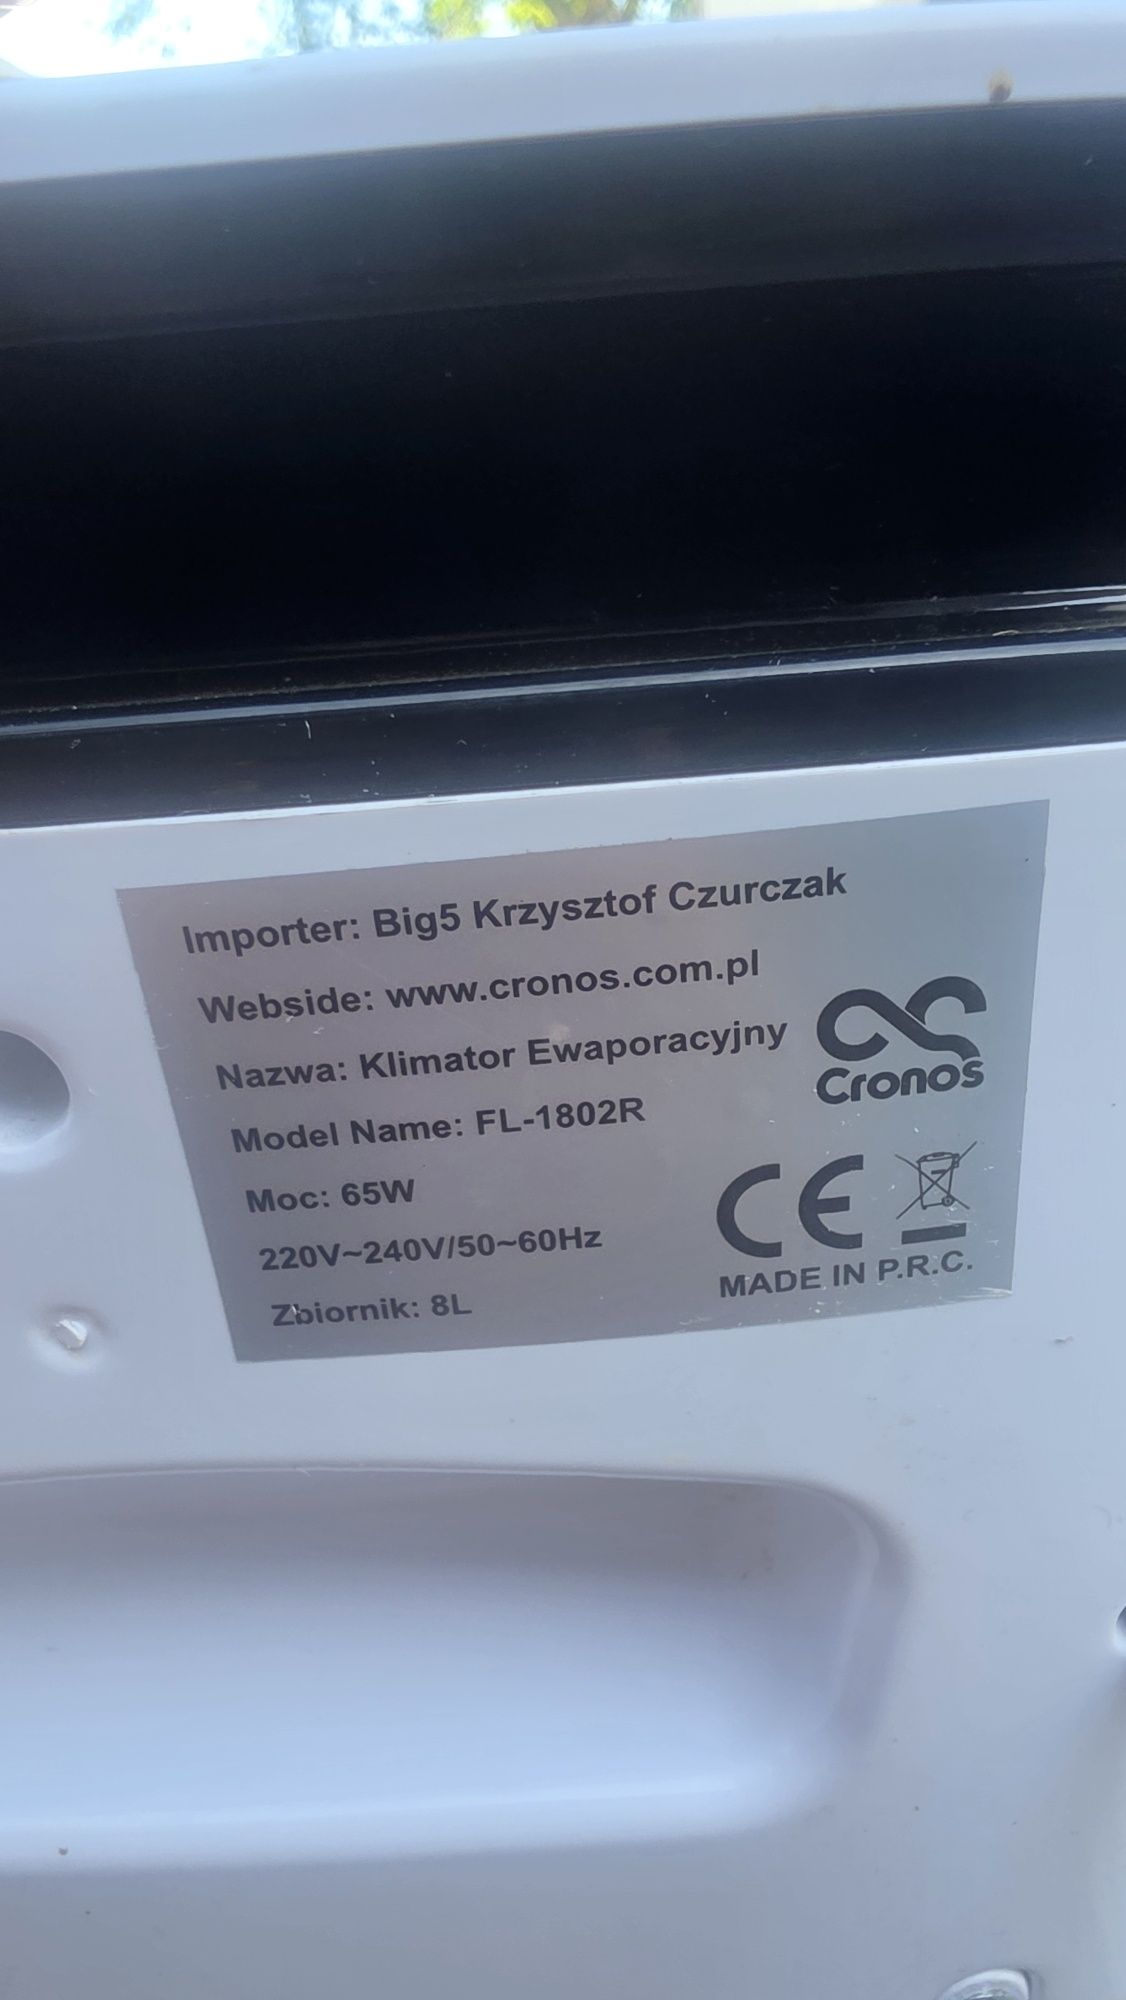 Importer: Big5 Krzysztof Czurczak
Webside: www.cronos.com.pl
Nazwa: Klimator Ewaporacyjny
Model Name: FL-1802R
Moc: 65W
220V~240V/50~60Hz
Zbiornik: 8L
Cronos
CE
MADE IN P.R.C.